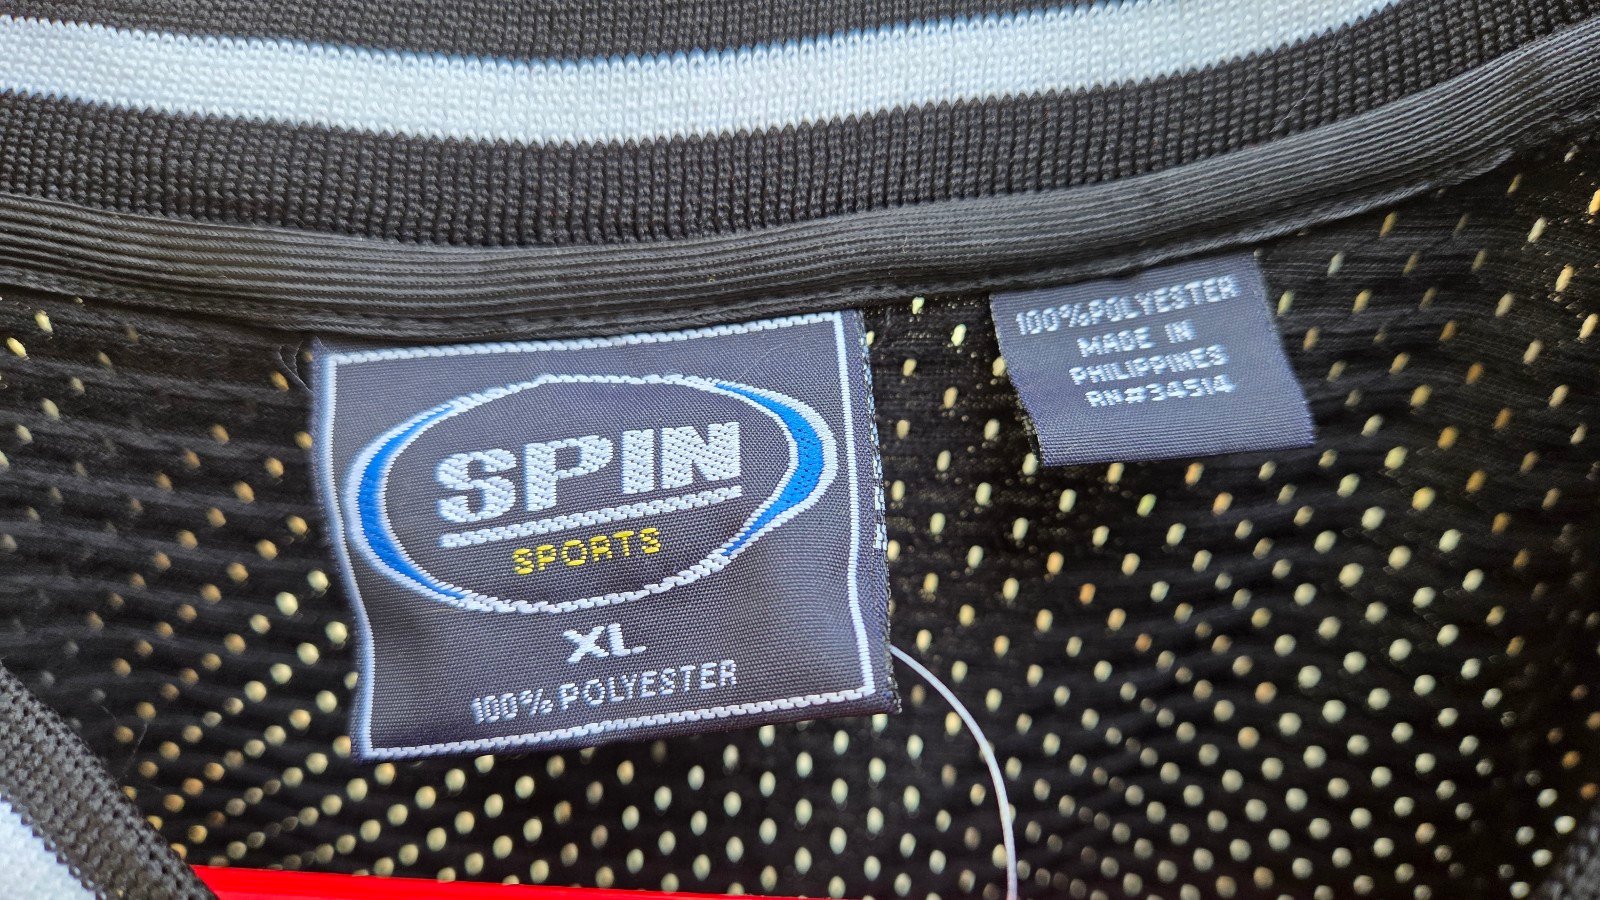 SPIN
SPORTS
XL
100% POLYESTER
100% POLYESTER
MADE IN
PHILIPPINES
RN#34514